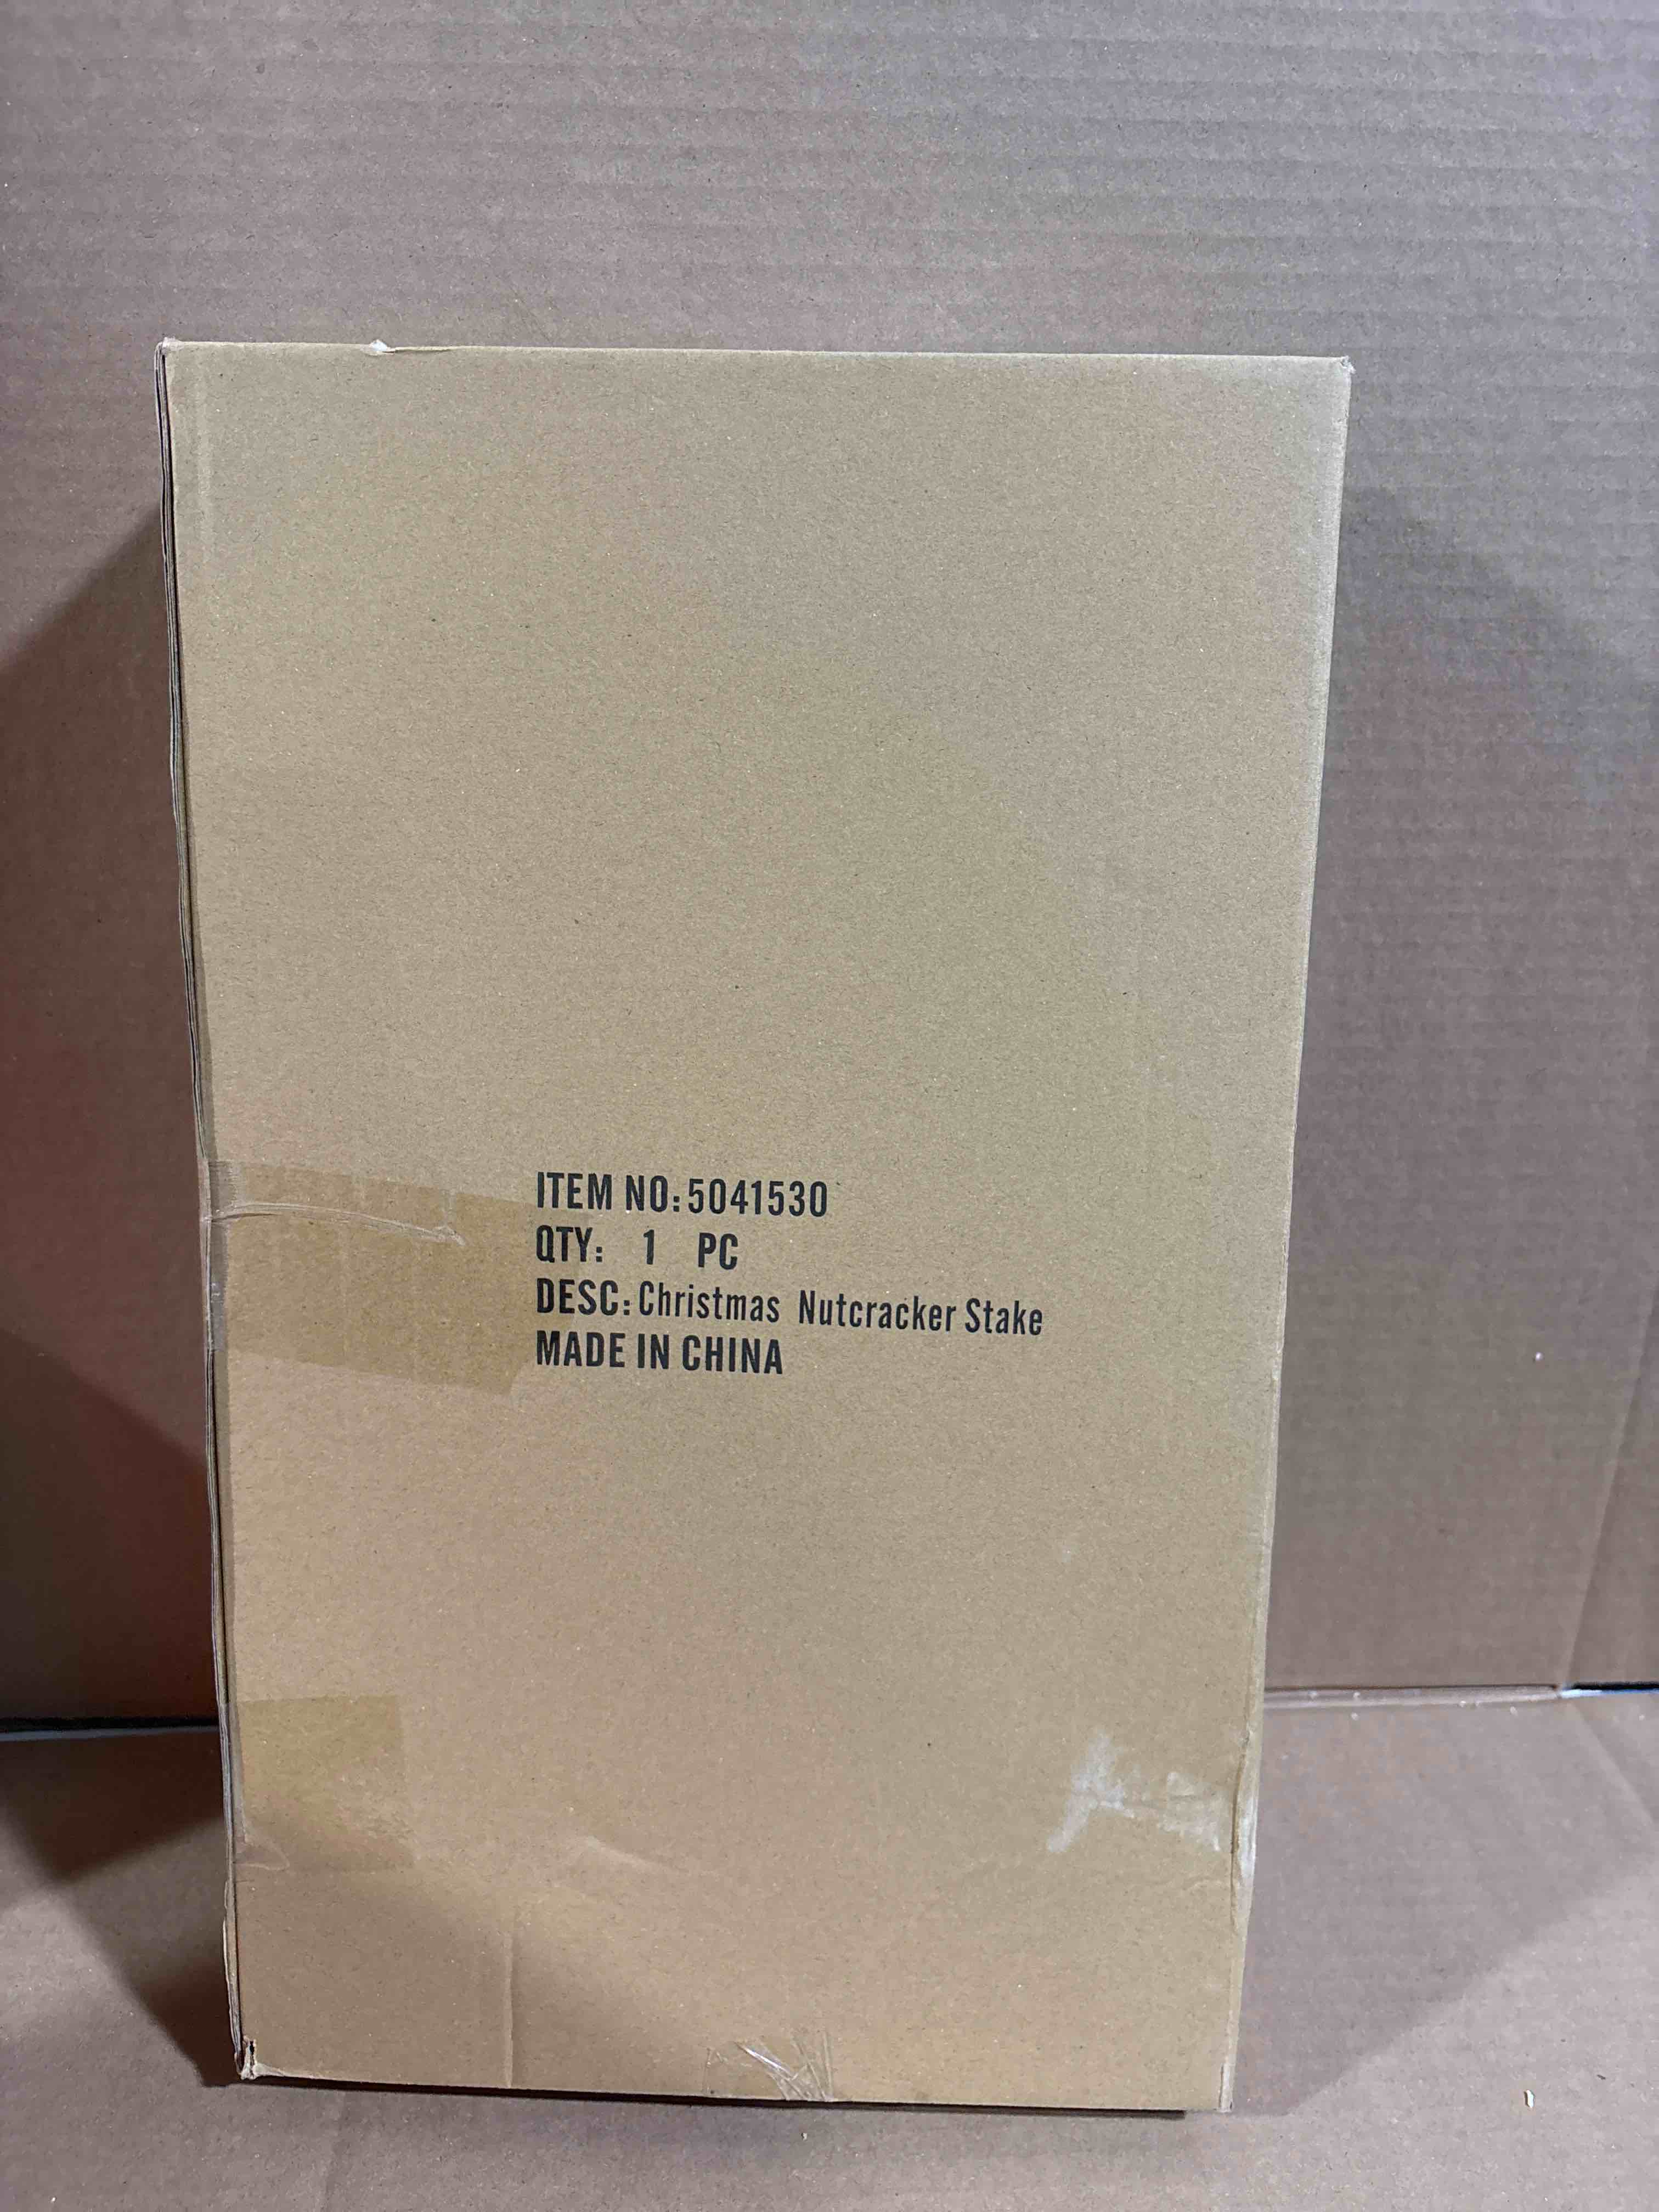 ITEM NO:5041530
QTY: 1 PC
DESC:Christmas Nutcracker Stake
MADE IN CHINA